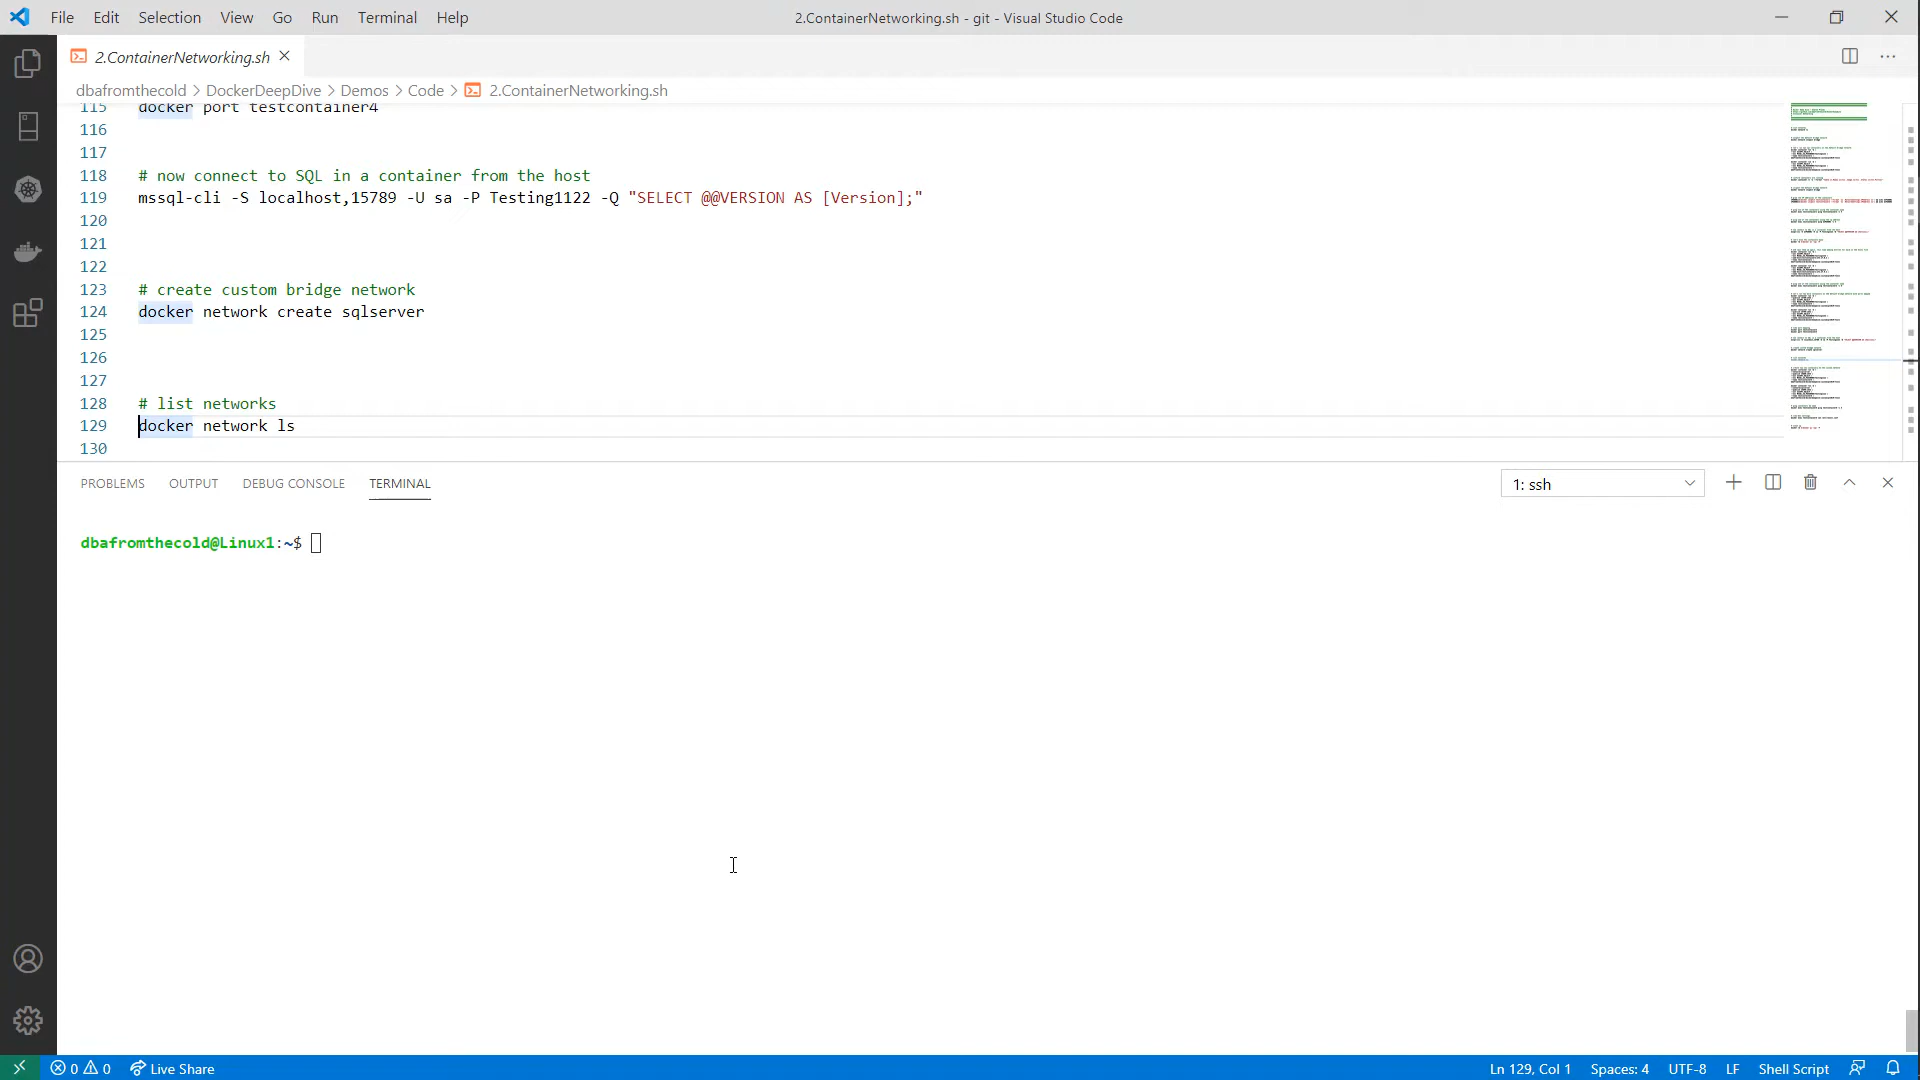 File Edit Selection View Go Run Terminal Help
2.ContainerNetworking.sh - git - Visual Studio Code
2.ContainerNetworking.sh
dbafromthecold > DockerDeepDive > Demos > Code > 2.ContainerNetworking.sh
115 docker port testcontainer4
116
117
118 # now connect to SQL in a container from the host
119 mssql-cli -S localhost,15789 -U sa -P Testing1122 -Q "SELECT @@VERSION AS [Version];"
120
121
122
123 # create custom bridge network
124 docker network create sqlserver
125
126
127
128 # list networks
129 docker network ls
130
PROBLEMS OUTPUT DEBUG CONSOLE TERMINAL
1: ssh
dbafromthecold@Linux1:~$
0 0 Live Share
Ln 129, Col 1 Spaces: 4 UTF-8 LF Shell Script